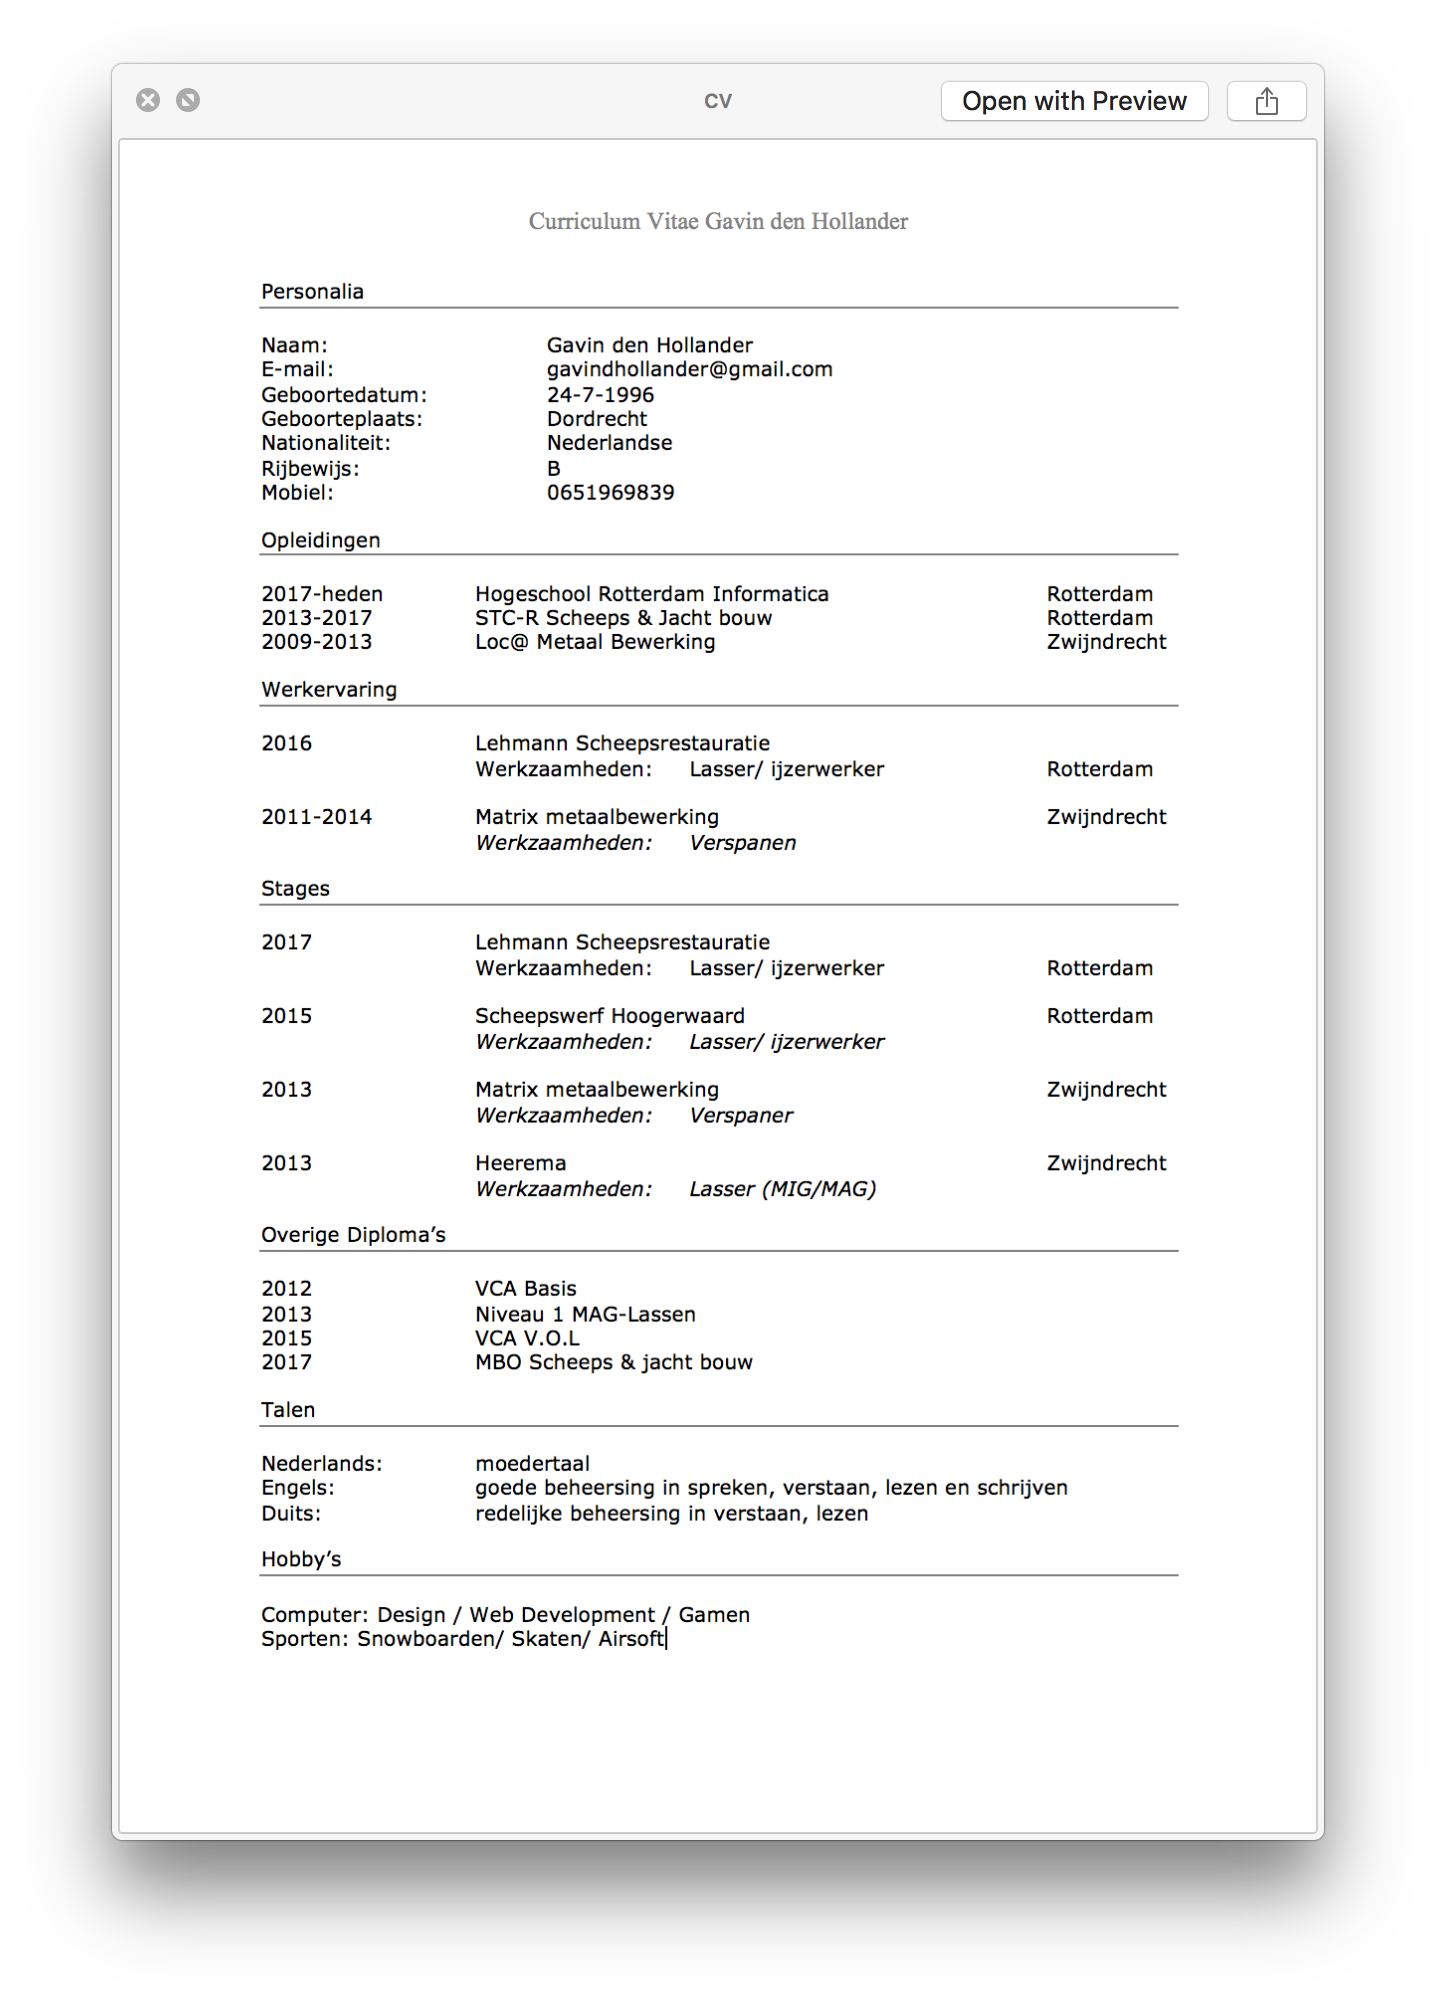 CV
Open with Preview
Curriculum Vitae Gavin den Hollander
Personalia
Naam: Gavin den Hollander
E-mail: gavindhollander@gmail.com
Geboortedatum: 24-7-1996
Geboorteplaats: Dordrecht
Nationaliteit: Nederlandse
Rijbewijs: B
Mobiel: 0651969839
Opleidingen
2017-heden Hogeschool Rotterdam Informatica Rotterdam
2013-2017 STC-R Scheeps & Jacht bouw Rotterdam
2009-2013 Loc@ Metaal Bewerking Zwijndrecht
Werkervaring
2016 Lehmann Scheepsrestauratie
Werkzaamheden: Lasser/ ijzerwerker Rotterdam
2011-2014 Matrix metaalbewerking Zwijndrecht
Werkzaamheden: Verspanen
Stages
2017 Lehmann Scheepsrestauratie
Werkzaamheden: Lasser/ ijzerwerker Rotterdam
2015 Scheepswerf Hoogerwaard Rotterdam
Werkzaamheden: Lasser/ ijzerwerker
2013 Matrix metaalbewerking Zwijndrecht
Werkzaamheden: Verspaner
2013 Heerema Zwijndrecht
Werkzaamheden: Lasser (MIG/MAG)
Overige Diploma’s
2012 VCA Basis
2013 Niveau 1 MAG-Lassen
2015 VCA V.O.L
2017 MBO Scheeps & jacht bouw
Talen
Nederlands: moedertaal
Engels: goede beheersing in spreken, verstaan, lezen en schrijven
Duits: redelijke beheersing in verstaan, lezen
Hobby’s
Computer: Design / Web Development / Gamen
Sporten: Snowboarden/ Skaten/ Airsoft